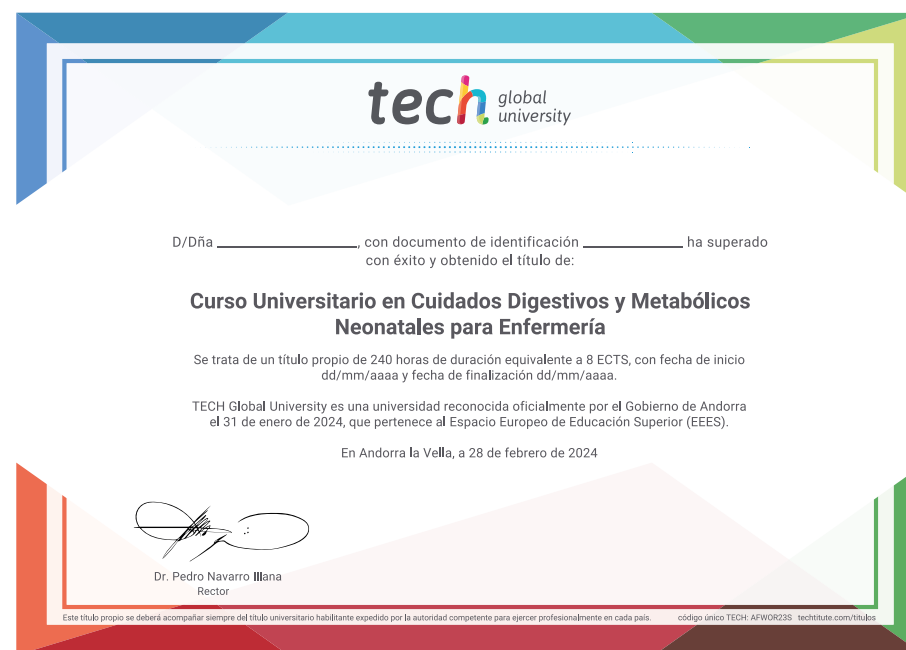 tech global university
D/Dña ____________, con documento de identificación ____________ ha superado
con éxito y obtenido el título de:
Curso Universitario en Cuidados Digestivos y Metabólicos
Neonatales para Enfermería
Se trata de un título propio de 240 horas de duración equivalente a 8 ECTS, con fecha de inicio
dd/mm/aaaa y fecha de finalización dd/mm/aaaa.
TECH Global University es una universidad reconocida oficialmente por el Gobierno de Andorra
el 31 de enero de 2024, que pertenece al Espacio Europeo de Educación Superior (EEES).
En Andorra la Vella, a 28 de febrero de 2024
Dr. Pedro Navarro Illana
Rector
Este título propio se deberá acompañar siempre del título universitario habilitante expedido por la autoridad competente para ejercer profesionalmente en cada país. código único TECH: AFWOR23S techtitute.com/titulos